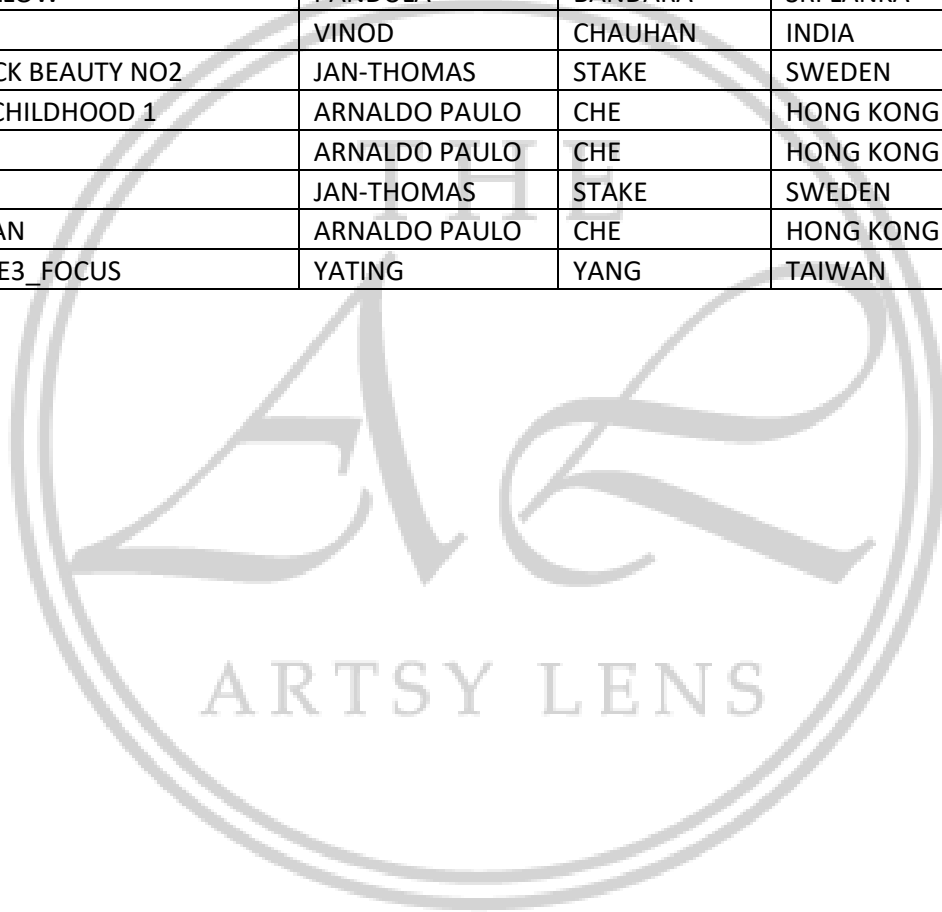 VINOD CHAUHAN INDIA
CK BEAUTY NO2 JAN-THOMAS STAKE SWEDEN
CHILDHOOD 1 ARNALDO PAULO CHE HONG KONG
ARNALDO PAULO CHE HONG KONG
JAN-THOMAS STAKE SWEDEN
AN ARNALDO PAULO CHE HONG KONG
E3_FOCUS YATING YANG TAIWAN
THE
AL
ARTSY LENS